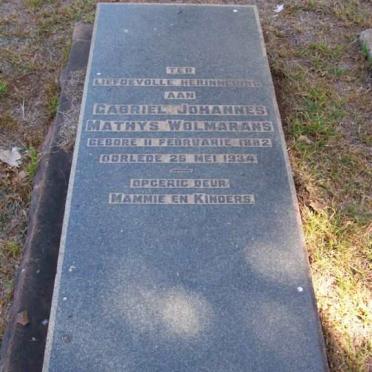 TER
LIEFDEVOLLE HERINNERING
AAN
GABRIEL JOHANNES
MATHYS WOLMARANS
GEBORE 11 FEBRUARIE 1882
OORLEDE 26 MEI 1934
OPGERIG DEUR
MAMMIE EN KINDERS.